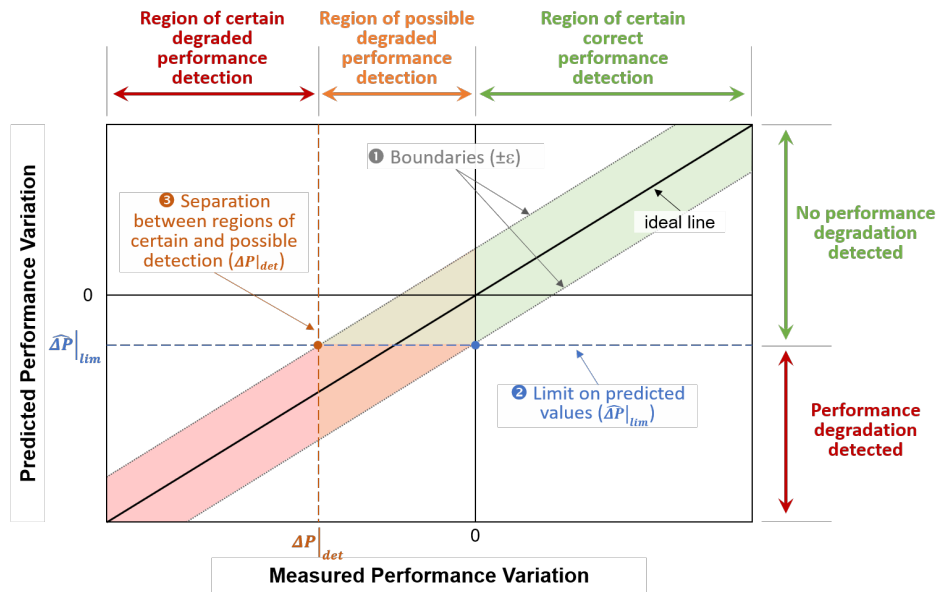 Region of certain
degraded
performance
detection
Region of possible
degraded
performance
detection
Region of certain
correct
performance
detection
❶ Boundaries (±ε)
❸ Separation
between regions of
certain and possible
detection (ΔP|det)
ideal line
No performance
degradation
detected
Predicted Performance Variation
0
Δ̂P|lim
❷ Limit on predicted
values (Δ̂P|lim)
Performance
degradation
detected
ΔP|det
0
Measured Performance Variation